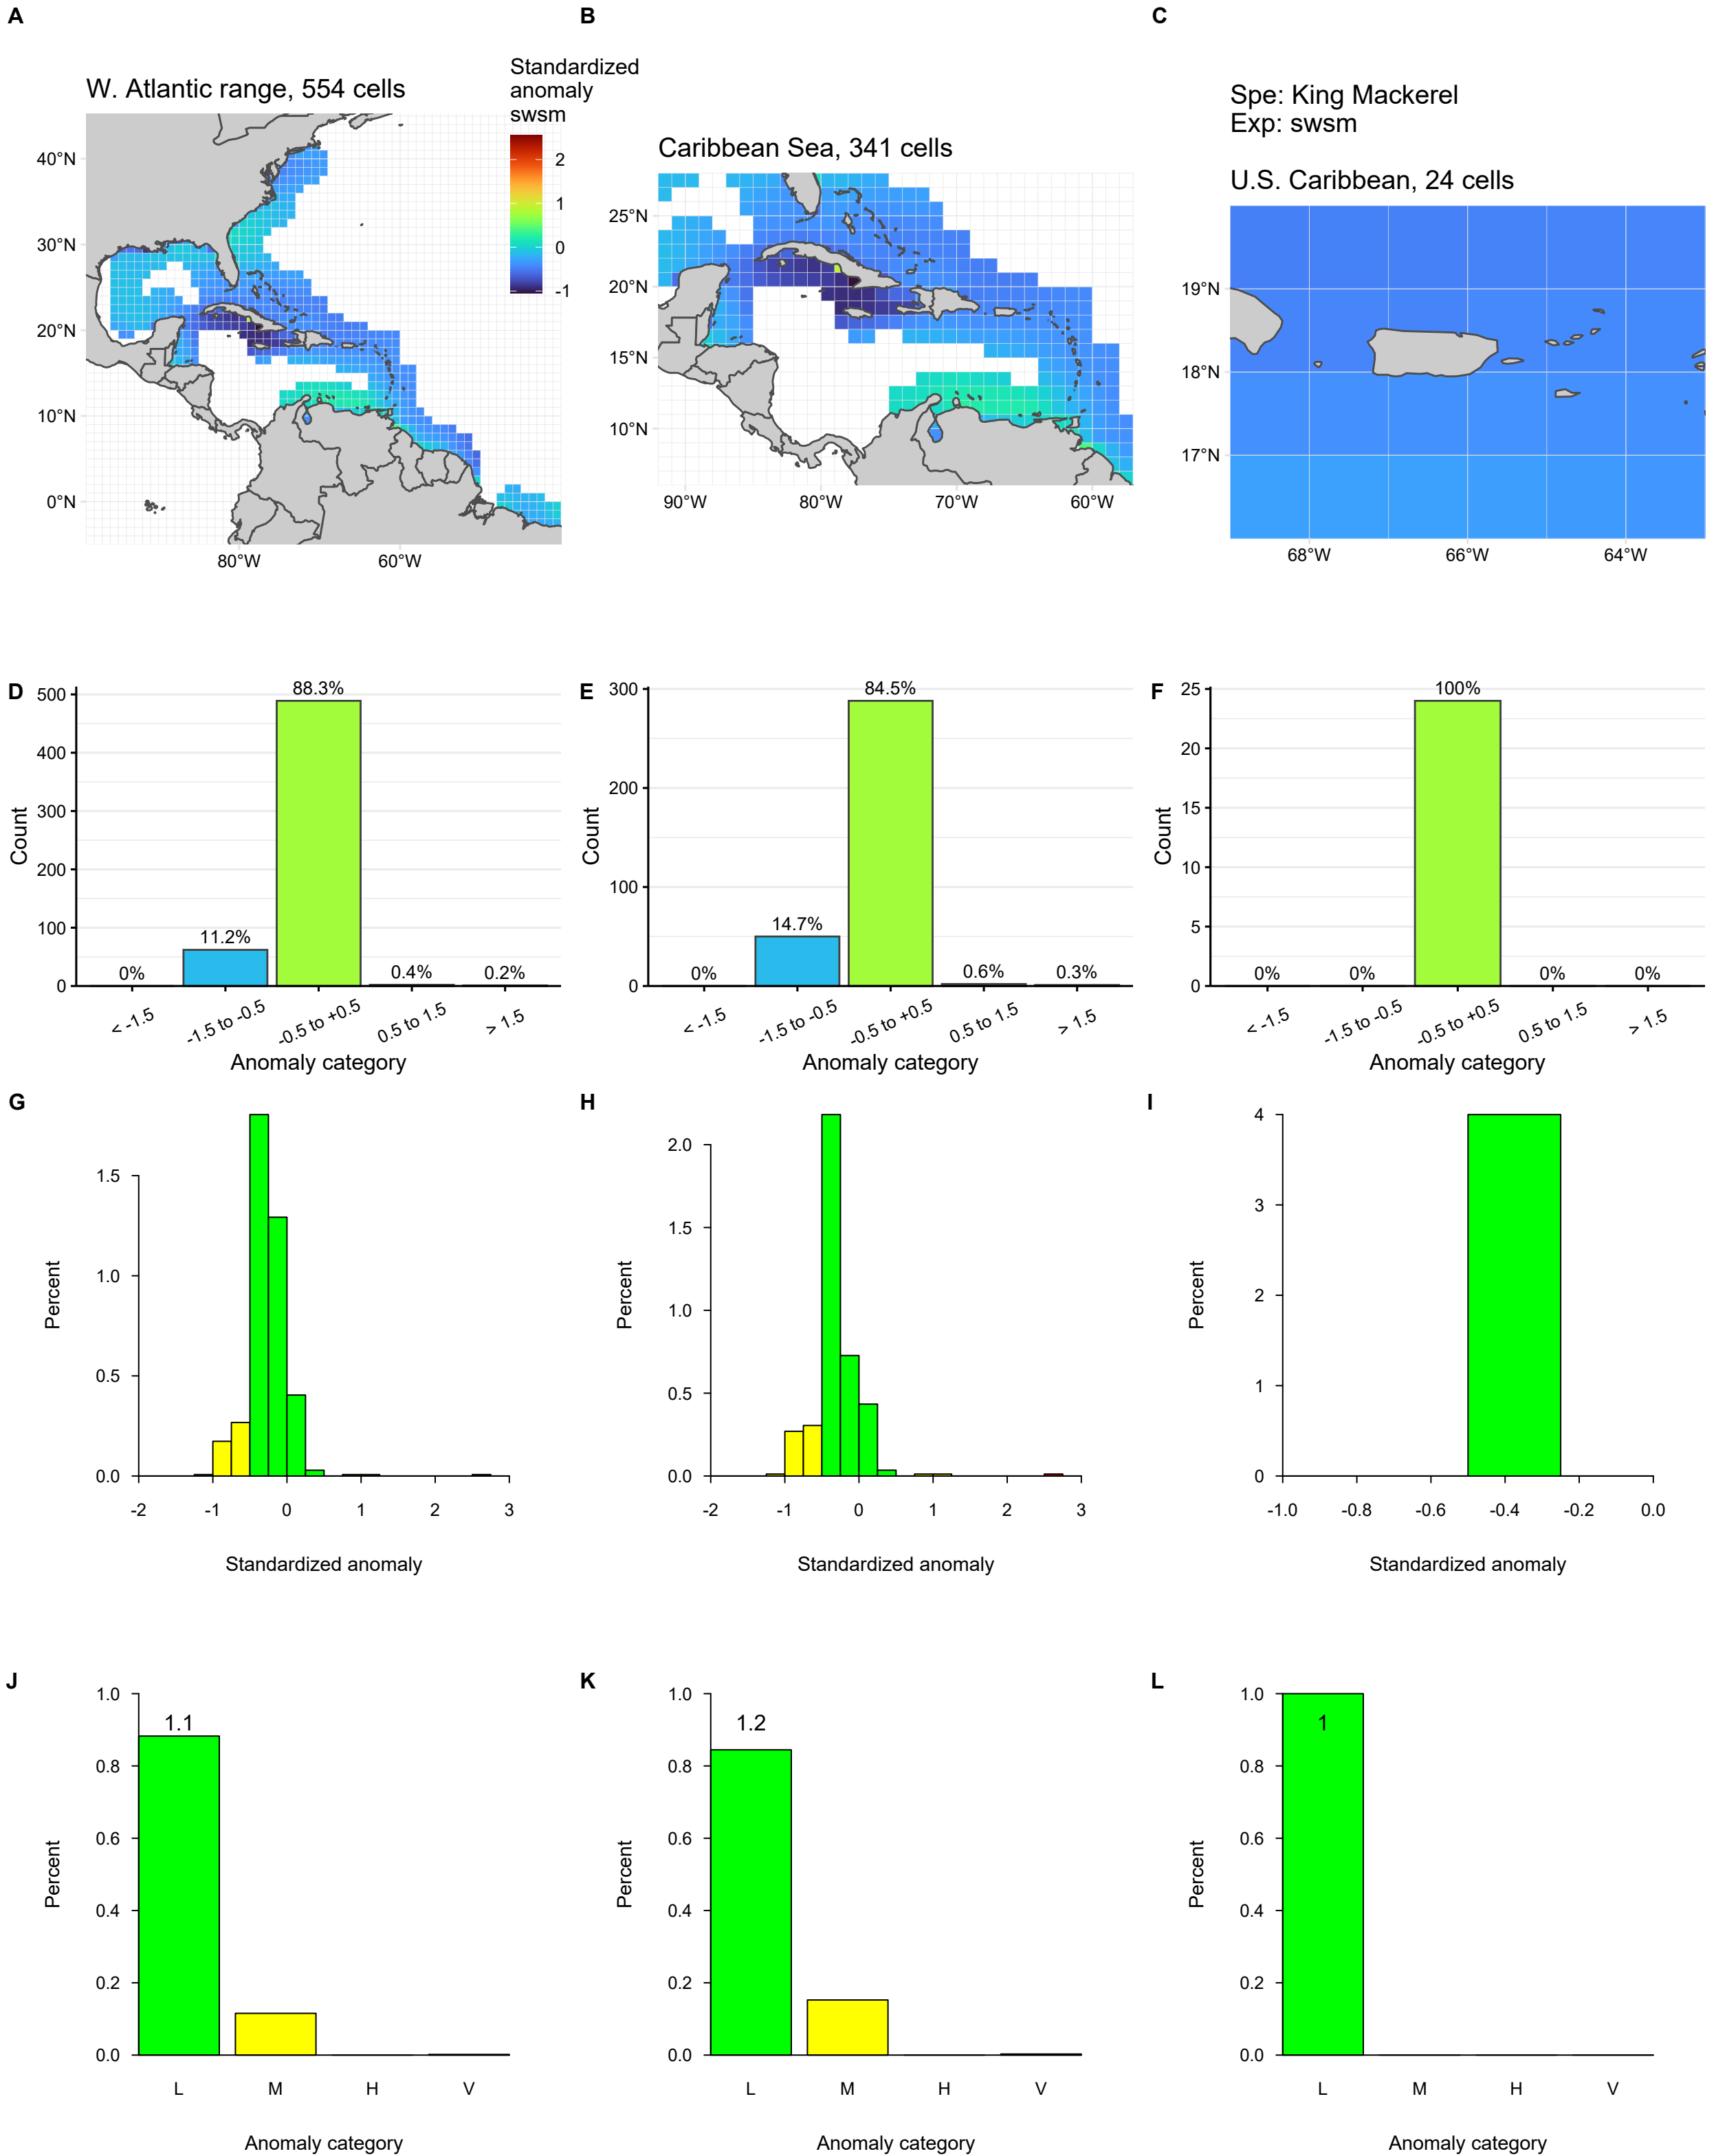 A
B
C
W. Atlantic range, 554 cells
Standardized
anomaly
swsm
2
1
0
-1
40°N
30°N
20°N
10°N
0°N
80°W
60°W
Caribbean Sea, 341 cells
25°N
20°N
15°N
10°N
90°W
80°W
70°W
60°W
Spe: King Mackerel
Exp: swsm
U.S. Caribbean, 24 cells
19°N
18°N
17°N
68°W
66°W
64°W
D
Count
500
400
300
200
100
0
0%
11.2%
88.3%
0.4%
0.2%
< -1.5
-1.5 to -0.5
-0.5 to +0.5
0.5 to 1.5
> 1.5
Anomaly category
E
Count
300
200
100
0
0%
14.7%
84.5%
0.6%
0.3%
< -1.5
-1.5 to -0.5
-0.5 to +0.5
0.5 to 1.5
> 1.5
Anomaly category
F
Count
25
20
15
10
5
0
0%
0%
100%
0%
0%
< -1.5
-1.5 to -0.5
-0.5 to +0.5
0.5 to 1.5
> 1.5
Anomaly category
G
Percent
1.5
1.0
0.5
0.0
-2
-1
0
1
2
3
Standardized anomaly
H
Percent
2.0
1.5
1.0
0.5
0.0
-2
-1
0
1
2
3
Standardized anomaly
I
Percent
4
3
2
1
0
-1.0
-0.8
-0.6
-0.4
-0.2
0.0
Standardized anomaly
J
Percent
1.0
0.8
0.6
0.4
0.2
0.0
1.1
L
M
H
V
Anomaly category
K
Percent
1.0
0.8
0.6
0.4
0.2
0.0
1.2
L
M
H
V
Anomaly category
L
Percent
1.0
0.8
0.6
0.4
0.2
0.0
1
L
M
H
V
Anomaly category